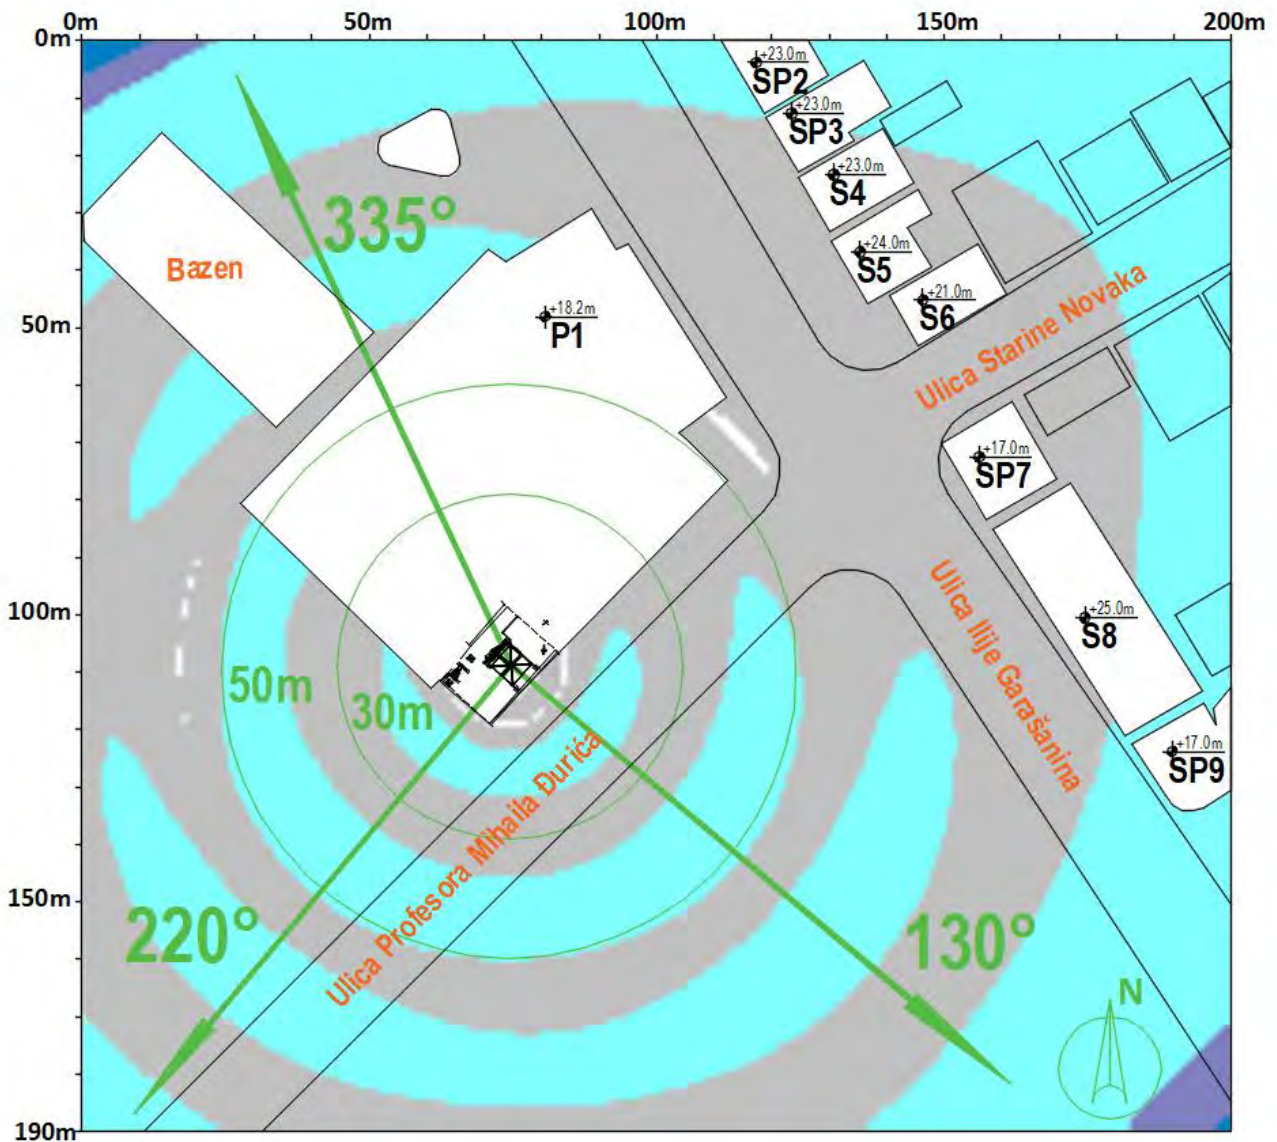 0m
50m
100m
150m
200m
0m
+23.0m
SP2
+23.0m
SP3
+23.0m
S4
335°
+24.0m
S5
Bazen
+21.0m
S6
50m
+18.2m
P1
Ulica Starine Novaka
+17.0m
SP7
100m
+25.0m
S8
Ulica Ilije Garašanina
50m
30m
+17.0m
SP9
Ulica Profesora Mihaila Đurića
150m
220°
130°
N
190m